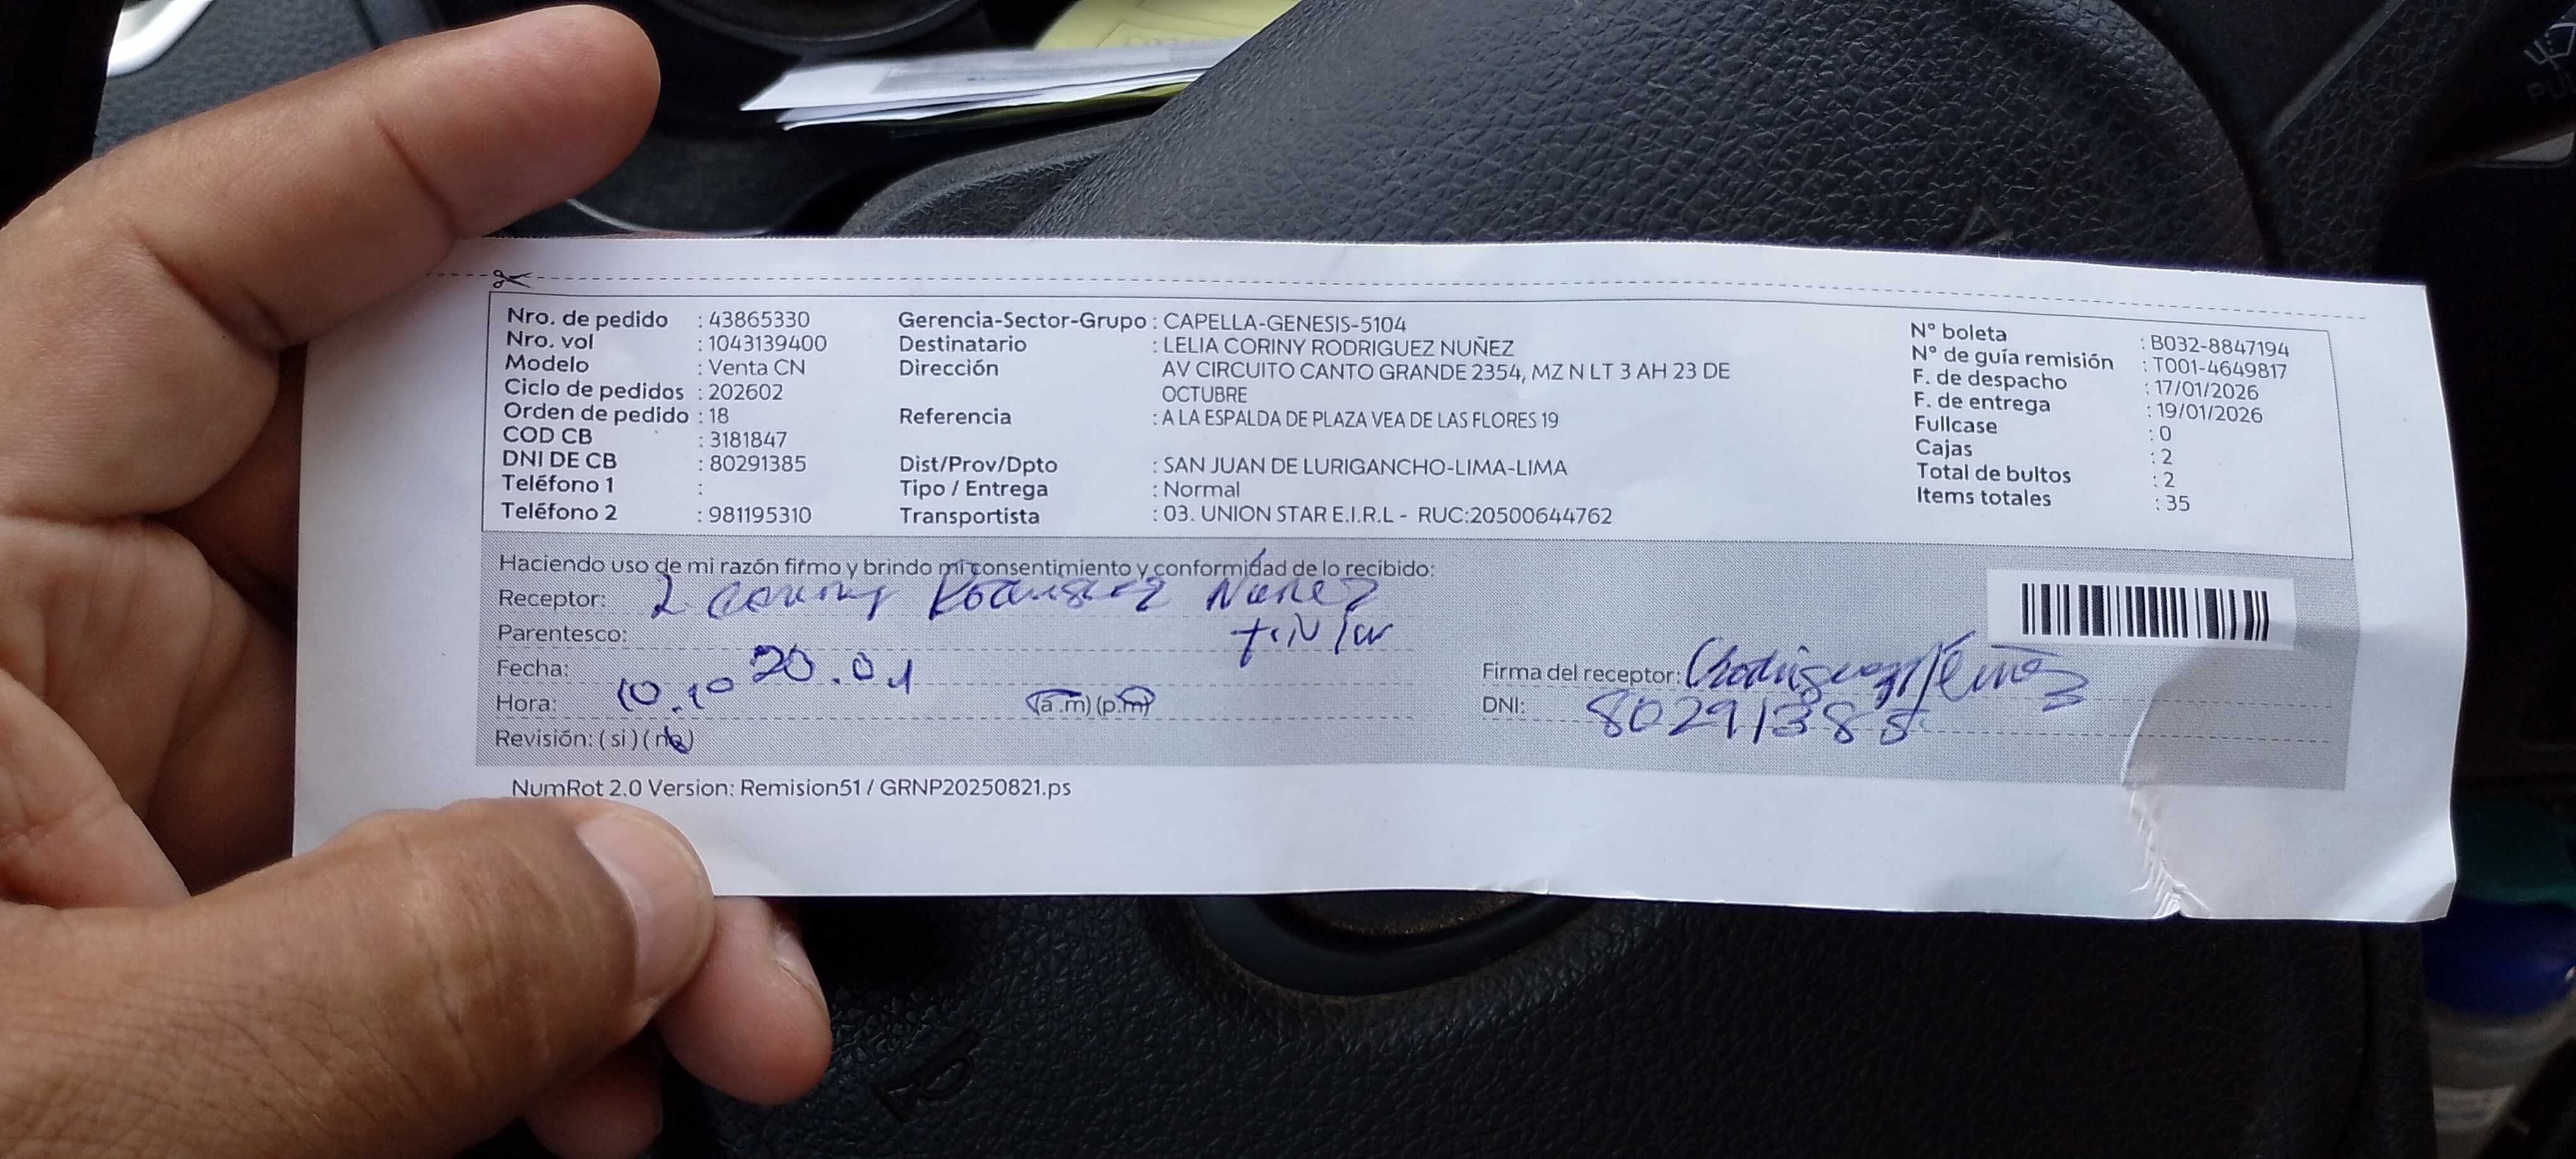 Nro. de pedido : 43865330
Nro. vol : 1043139400
Modelo : Venta CN
Ciclo de pedidos : 202602
Orden de pedido : 18
COD CB : 3181847
DNI DE CB : 80291385
Teléfono 1 :
Teléfono 2 : 981195310
Gerencia-Sector-Grupo : CAPELLA-GENESIS-5104
Destinatario : LELIA CORINY RODRIGUEZ NUÑEZ
Dirección AV CIRCUITO CANTO GRANDE 2354, MZ N LT 3 AH 23 DE
OCTUBRE
Referencia : A LA ESPALDA DE PLAZA VEA DE LAS FLORES 19
Dist/Prov/Dpto : SAN JUAN DE LURIGANCHO-LIMA-LIMA
Tipo / Entrega : Normal
Transportista : 03. UNION STAR E.I.R.L - RUC:20500644762
N° boleta : B032-8847194
N° de guía remisión : T001-4649817
F. de despacho : 17/01/2026
F. de entrega : 19/01/2026
Fullcase : 0
Cajas : 2
Total de bultos : 2
Items totales : 35
Haciendo uso de mi razón firmo y brindo mi consentimiento y conformidad de lo recibido:
Receptor: L Coriny Rodriguez Nuñez
Parentesco: titular
Fecha: 20.01
Hora: 10.10 (a.m) (p.m)
Revisión: (si) (no)
Firma del receptor: CRodriguezNuñez
DNI: 80291385
NumRot 2.0 Version: Remision51 / GRNP20250821.ps